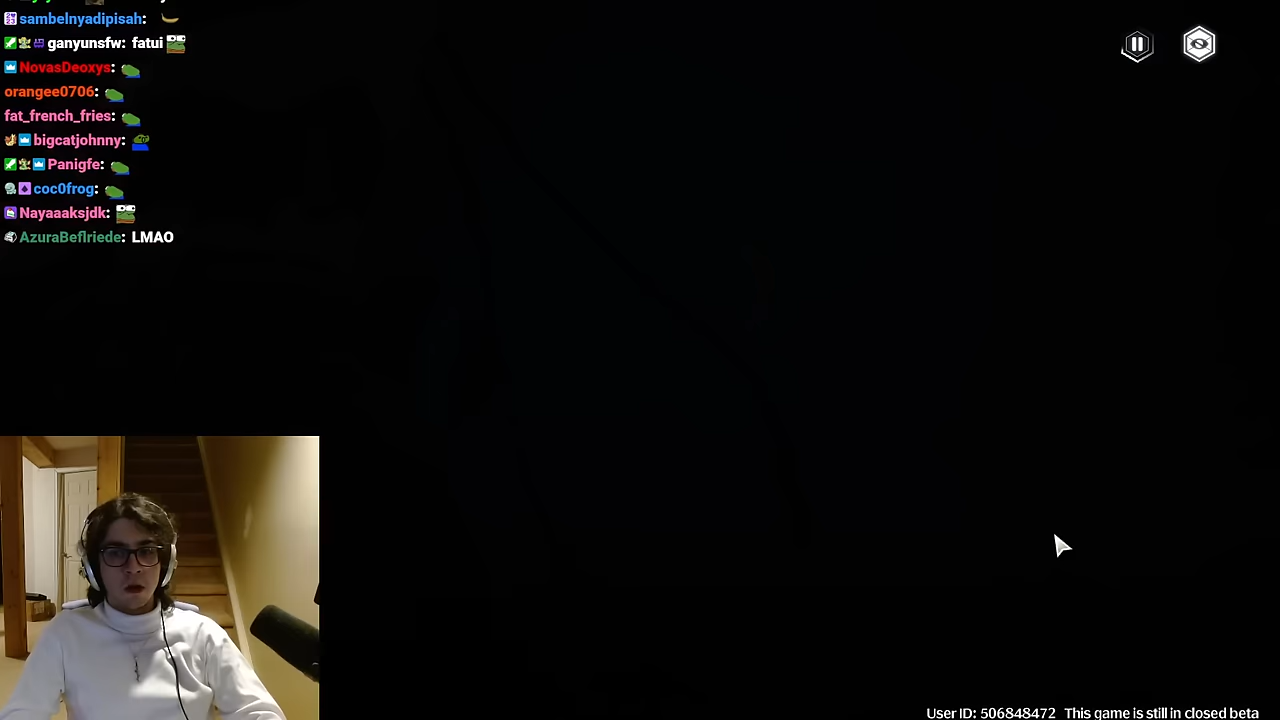 sambelnyadipisah:
ganyunsfw: fatui
NovasDeoxys:
orangee0706:
fat_french_fries:
bigcatjohnny:
Panigfe:
coc0frog:
Nayaaaksjdk:
AzuraBeflriede: LMAO
User ID: 506848472 This game is still in closed beta